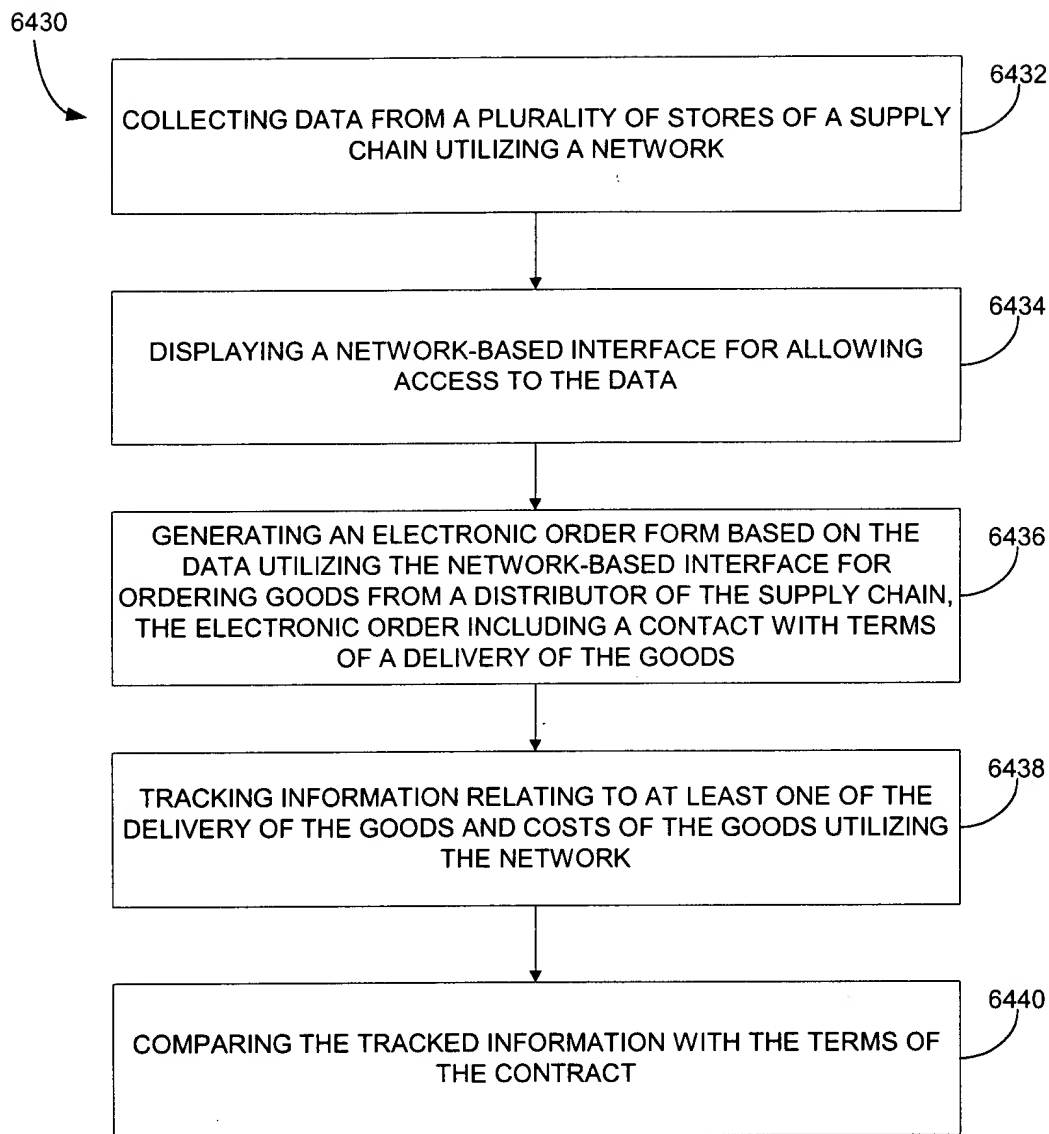 6430
6432
COLLECTING DATA FROM A PLURALITY OF STORES OF A SUPPLY
CHAIN UTILIZING A NETWORK
6434
DISPLAYING A NETWORK-BASED INTERFACE FOR ALLOWING
ACCESS TO THE DATA
6436
GENERATING AN ELECTRONIC ORDER FORM BASED ON THE
DATA UTILIZING THE NETWORK-BASED INTERFACE FOR
ORDERING GOODS FROM A DISTRIBUTOR OF THE SUPPLY CHAIN,
THE ELECTRONIC ORDER INCLUDING A CONTACT WITH TERMS
OF A DELIVERY OF THE GOODS
6438
TRACKING INFORMATION RELATING TO AT LEAST ONE OF THE
DELIVERY OF THE GOODS AND COSTS OF THE GOODS UTILIZING
THE NETWORK
6440
COMPARING THE TRACKED INFORMATION WITH THE TERMS OF
THE CONTRACT